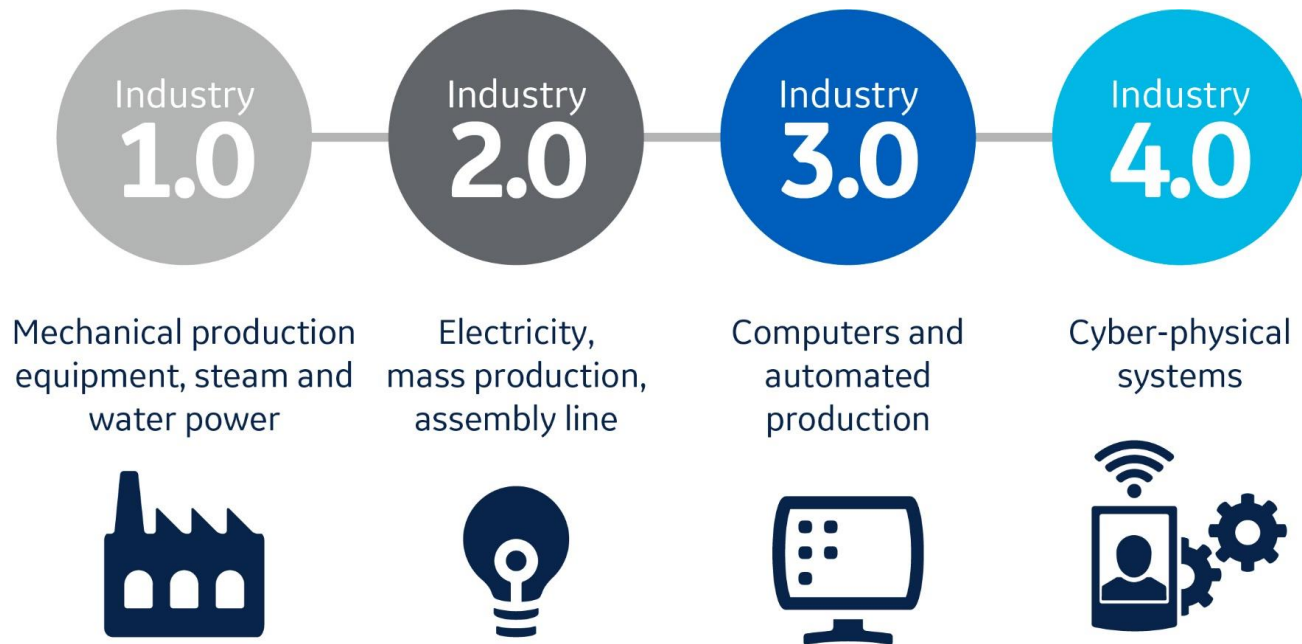 Industry
1.0
Industry
2.0
Industry
3.0
Industry
4.0
Mechanical production
equipment, steam and
water power
Electricity,
mass production,
assembly line
Computers and
automated
production
Cyber-physical
systems